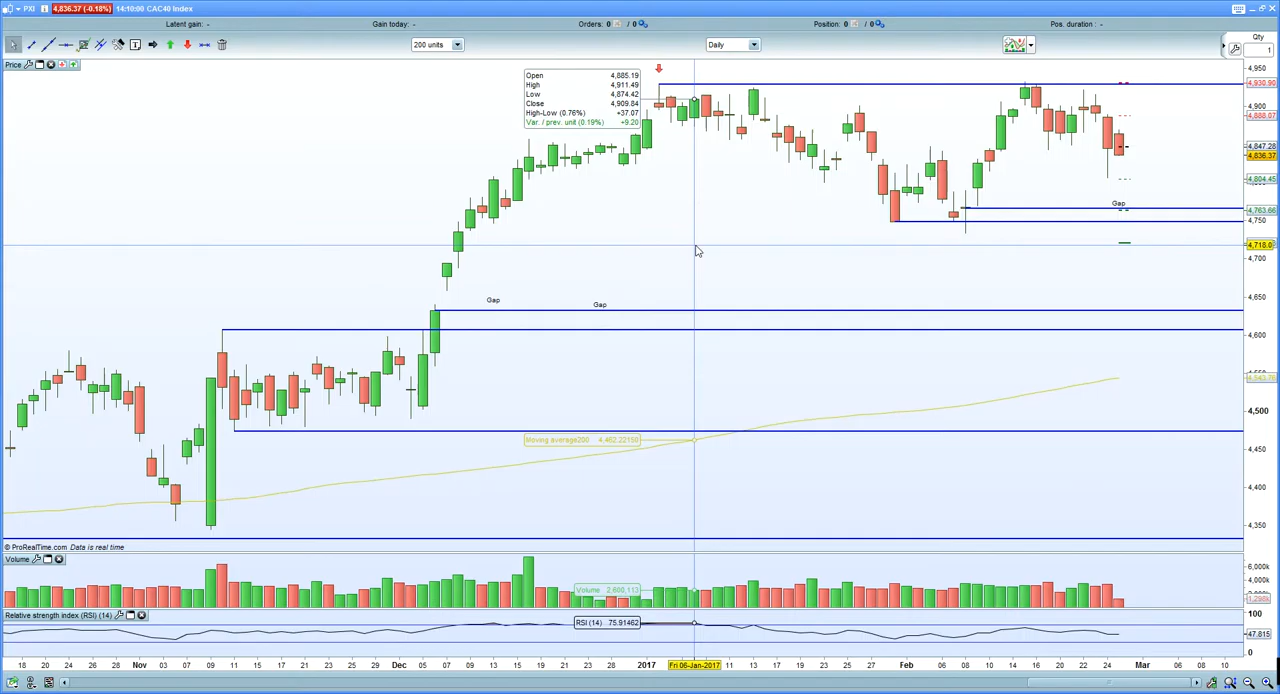 PXI 4,836.37 (-0.18%) 14:10:00 CAC40 Index
Latent gain: - Gain today: - Orders: 0 / 0 Position: 0 / 0 Pos. duration : -
200 units Daily Qty
1
Price
Open 4,885.19
High 4,911.49
Low 4,874.42
Close 4,909.84
High-Low (0.76%) +37.07
Var. / prev. unit (0.19%) +9.20
4,950
4,930.90
4,900
4,888.07
4,847.28
4,836.37
4,804.45
Gap
4,763.66
4,750
4,718.0
4,700
4,650
Gap
Gap
4,600
4,543.76
4,500
Moving average200 4,462.22150
4,450
4,400
4,350
© ProRealTime.com Data is real time
Volume
6,000k
4,000k
Volume 2,600,113
1,298k
Relative strength index (RSI) (14)
100
RSI (14) 75.91462
47.815
0
18 20 24 26 28 Nov 03 07 09 11 15 17 21 23 25 29 Dec 05 07 09 13 15 19 21 23 28 2017 Fri 06-Jan-2017 11 13 17 19 23 25 27 Feb 06 08 10 14 16 20 22 24 Mar 06 08 10